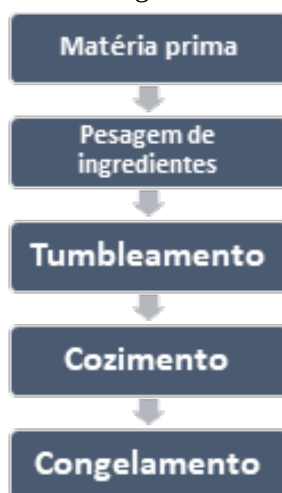 Matéria prima
Pesagem de
ingredientes
Tumbleamento
Cozimento
Congelamento